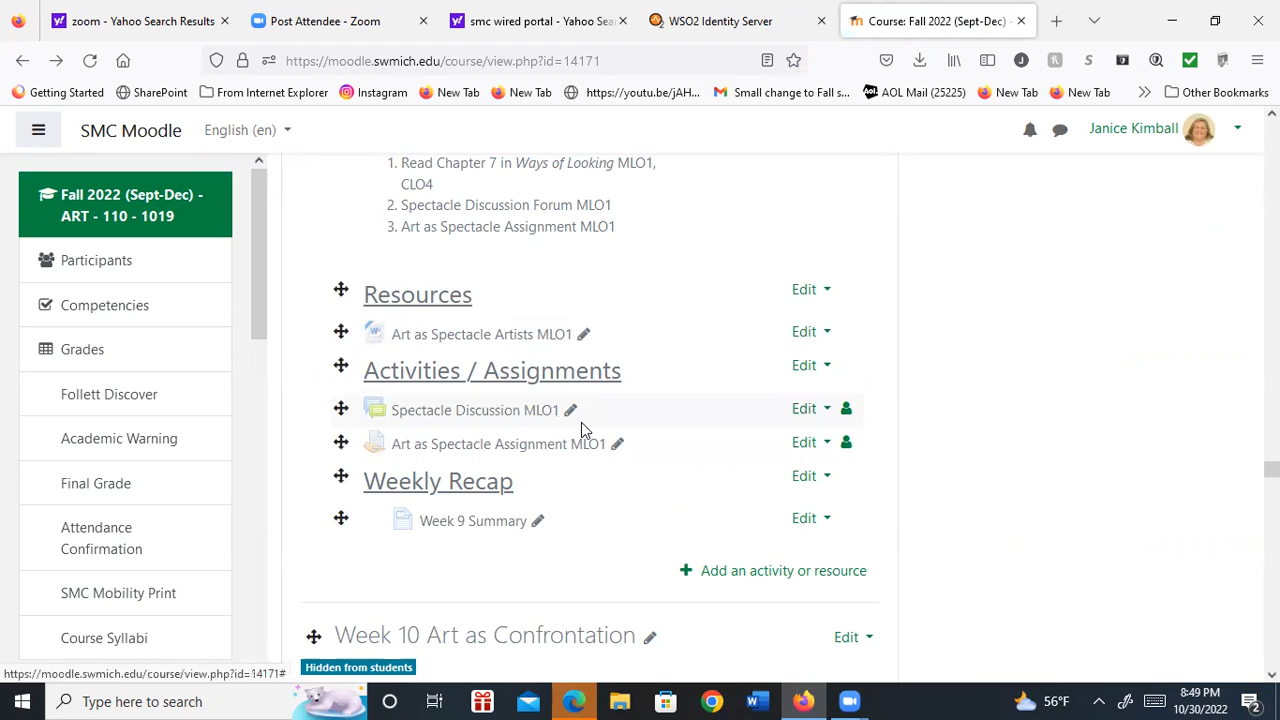 zoom - Yahoo Search Results
Post Attendee - Zoom
smc wired portal - Yahoo Sea
WSO2 Identity Server
Course: Fall 2022 (Sept-Dec) -
https://moodle.swmich.edu/course/view.php?id=14171
Getting Started
SharePoint
From Internet Explorer
Instagram
New Tab
New Tab
https://youtu.be/jAH...
Small change to Fall s...
AOL Mail (25225)
New Tab
New Tab
Other Bookmarks
SMC Moodle
English (en)
Janice Kimball
Fall 2022 (Sept-Dec) -
ART - 110 - 1019
Participants
Competencies
Grades
Follett Discover
Academic Warning
Final Grade
Attendance
Confirmation
SMC Mobility Print
Course Syllabi
https://moodle.swmich.edu/course/view.php?id=14171#
1. Read Chapter 7 in Ways of Looking MLO1,
CLO4
2. Spectacle Discussion Forum MLO1
3. Art as Spectacle Assignment MLO1
Resources
Edit
Art as Spectacle Artists MLO1
Edit
Activities / Assignments
Edit
Spectacle Discussion MLO1
Edit
Art as Spectacle Assignment MLO1
Edit
Weekly Recap
Edit
Week 9 Summary
Edit
Add an activity or resource
Week 10 Art as Confrontation
Edit
Hidden from students
Type here to search
56°F
8:49 PM
10/30/2022
2